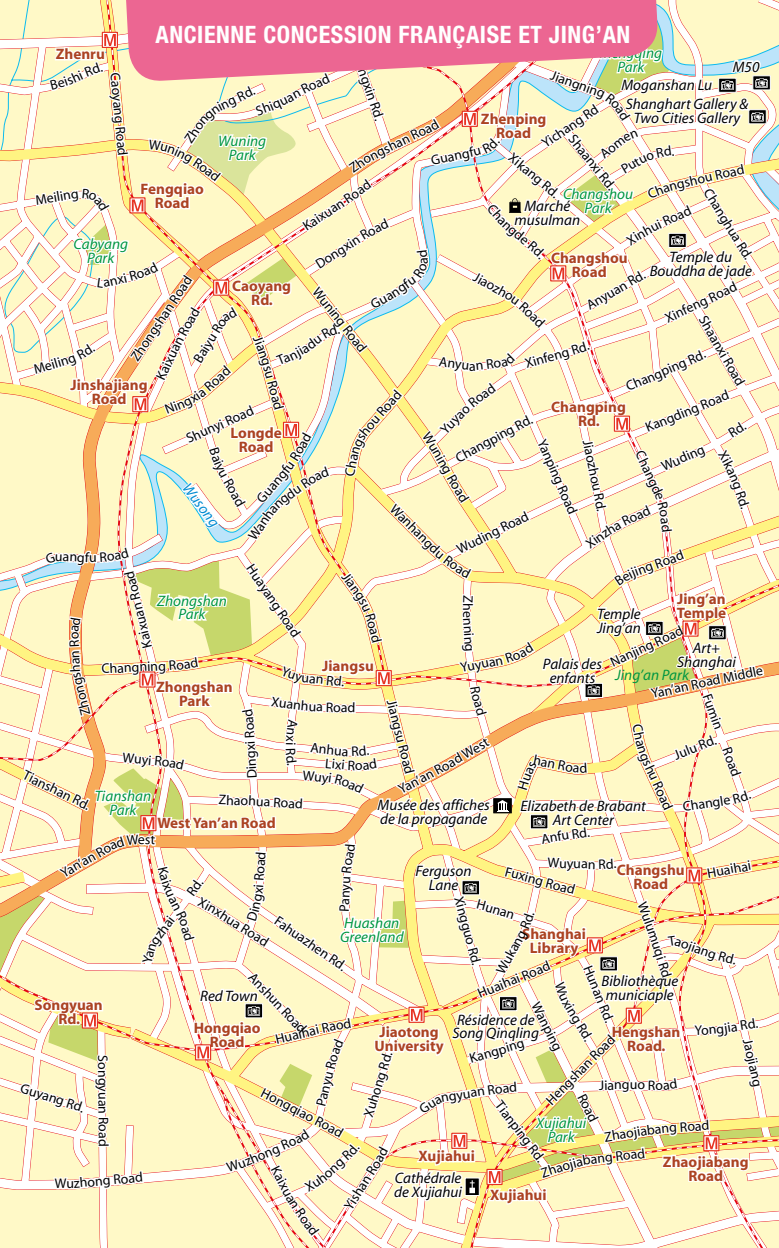 ANCIENNE CONCESSION FRANÇAISE ET JING'AN
Zhenru
Beishi Rd.
Caoyang Road
Zhongning Rd.
Shiquan Road
Wuning
Park
Zhongshan Road
Zhenping
Road
Guangfu Rd.
Jiangning Road
Park
M50
Moganshan Lu
Shanghart Gallery &
Two Cities Gallery
Yichang Rd
Aomen
Shaanxi Rd.
Putuo Rd.
Xikang Rd.
Changshou
Park
Changshou Road
Wuning Road
Fengqiao
Road
Meiling Road
Cabyang
Park
Lanxi Road
Kaixuan Road
Marché
musulman
Changde Rd.
Xinhui Road
Changhua Rd.
Temple du
Bouddha de jade
Dongxin Road
Changshou
Road
Caoyang
Rd.
Guangfu Road
Jiaozhou Road
Anyuan Rd.
Xinfeng Road
Zhongshan Road
Kaixuan Road
Baiyu Road
Wuning Road
Tanjiadu Rd.
Shaanxi Road
Meiling Rd.
Jiangsu Road
Anyuan Road
Xinfeng Rd.
Changping Rd.
Jinshajiang
Road
Ningxia Road
Shunyi Road
Longde
Road
Changshou Road
Yuyao Road
Changping
Rd.
Kangding Road
Changping Rd.
Wuding
Rd.
Baiyu Road
Guangfu Road
Wuning Road
Yanping Road
Jiaozhou Rd.
Changde Road
Xikang Rd.
Wusong
Wanhangdu Road
Wanhangdu Road
Wuding Road
Xinzha Road
Guangfu Road
Beijing Road
Kaixuan Road
Zhongshan
Park
Huayang Road
Jiangsu Road
Zhenning
Road
Jing'an
Temple
Temple
Jing'an
Nanjing Road
Art+
Shanghai
Zhongshan Road
Changning Road
Yuyuan Rd.
Jiangsu
Yuyuan Road
Palais des
enfants
Jing'an Park
Yan'an Road Middle
Zhongshan
Park
Xuanhua Road
Dingxi Road
Anxi Rd.
Jiangsu Road
Changshu Road
Fumin
Road
Anhua Rd.
Lixi Road
Wuyi Road
Wuyi Road
Yan'an Road West
Huashan Road
Julu Rd.
Tianshan Rd.
Tianshan
Park
Zhaohua Road
Musée des affiches
de la propagande
Elizabeth de Brabant
Art Center
Changle Rd.
West Yan'an Road
Anfu Rd.
Yan'an Road West
Wuyuan Rd.
Kaixuan Road
Panyu Road
Ferguson
Lane
Fuxing Road
Changshu
Road
Huaihai
Yangzhai
Rd.
Xinxhua Road
Dingxi Road
Fahuazhen Rd.
Huashan
Greenland
Xingguo Rd.
Hunan
Wukang Rd.
Shanghai
Library
Wulumuqi Rd.
Taojiang Rd.
Huaihai Road
Bibliothèque
municiaple
Red Town
Anshun Road
Hunan Rd.
Wuxing Rd.
Wanping
Road
Songyuan
Rd.
Hongqiao
Road
Huaihai Raod
Jiaotong
University
Résidence de
Song Qingling
Kangping
Hengshan
Road.
Yongjia Rd.
Jiaojiang
Songyuan Road
Guyang Rd.
Hongqiao Road
Panyu Road
Xuhong Rd.
Guangyuan Road
Hengshan Road
Jianguo Road
Tianping Rd.
Xujiahui
Park
Zhaojiabang Road
Zhaojiabang Road
Zhaojiabang
Road
Wuzhong Road
Wuzhong Road
Kaixuan Road
Xuhong Rd.
Yishan Road
Xujiahui
Cathédrale
de Xujiahui
Xujiahui